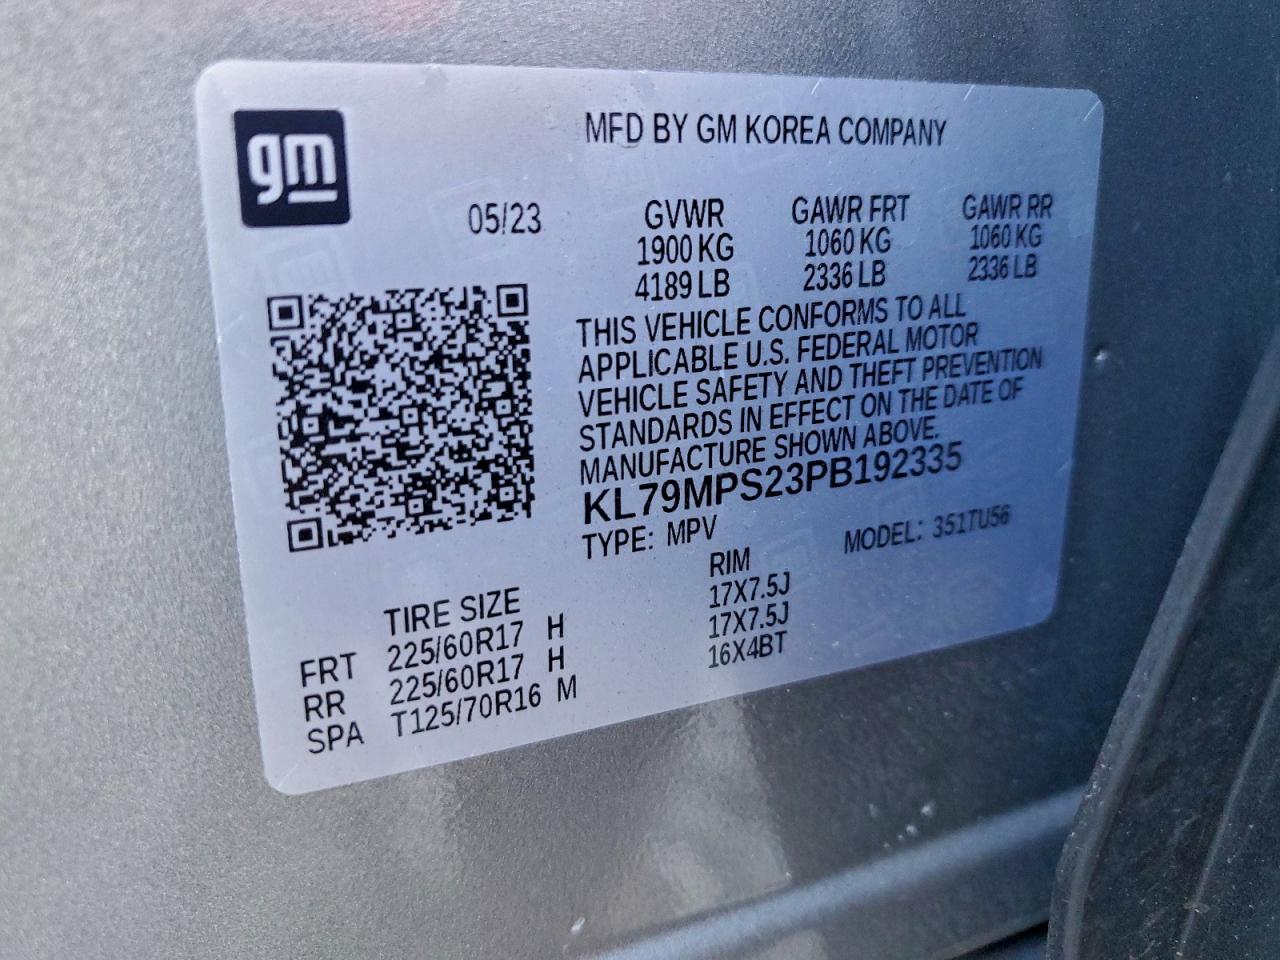 gm
MFD BY GM KOREA COMPANY
05/23 GVWR GAWR FRT GAWR RR
1900 KG 1060 KG 1060 KG
4189 LB 2336 LB 2336 LB
THIS VEHICLE CONFORMS TO ALL
APPLICABLE U.S. FEDERAL MOTOR
VEHICLE SAFETY AND THEFT PREVENTION
STANDARDS IN EFFECT ON THE DATE OF
MANUFACTURE SHOWN ABOVE.
KL79MPS23PB192335
TYPE: MPV MODEL: 351TU56
TIRE SIZE RIM
FRT 225/60R17 H 17X7.5J
RR 225/60R17 H 17X7.5J
SPA T125/70R16 M 16X4BT